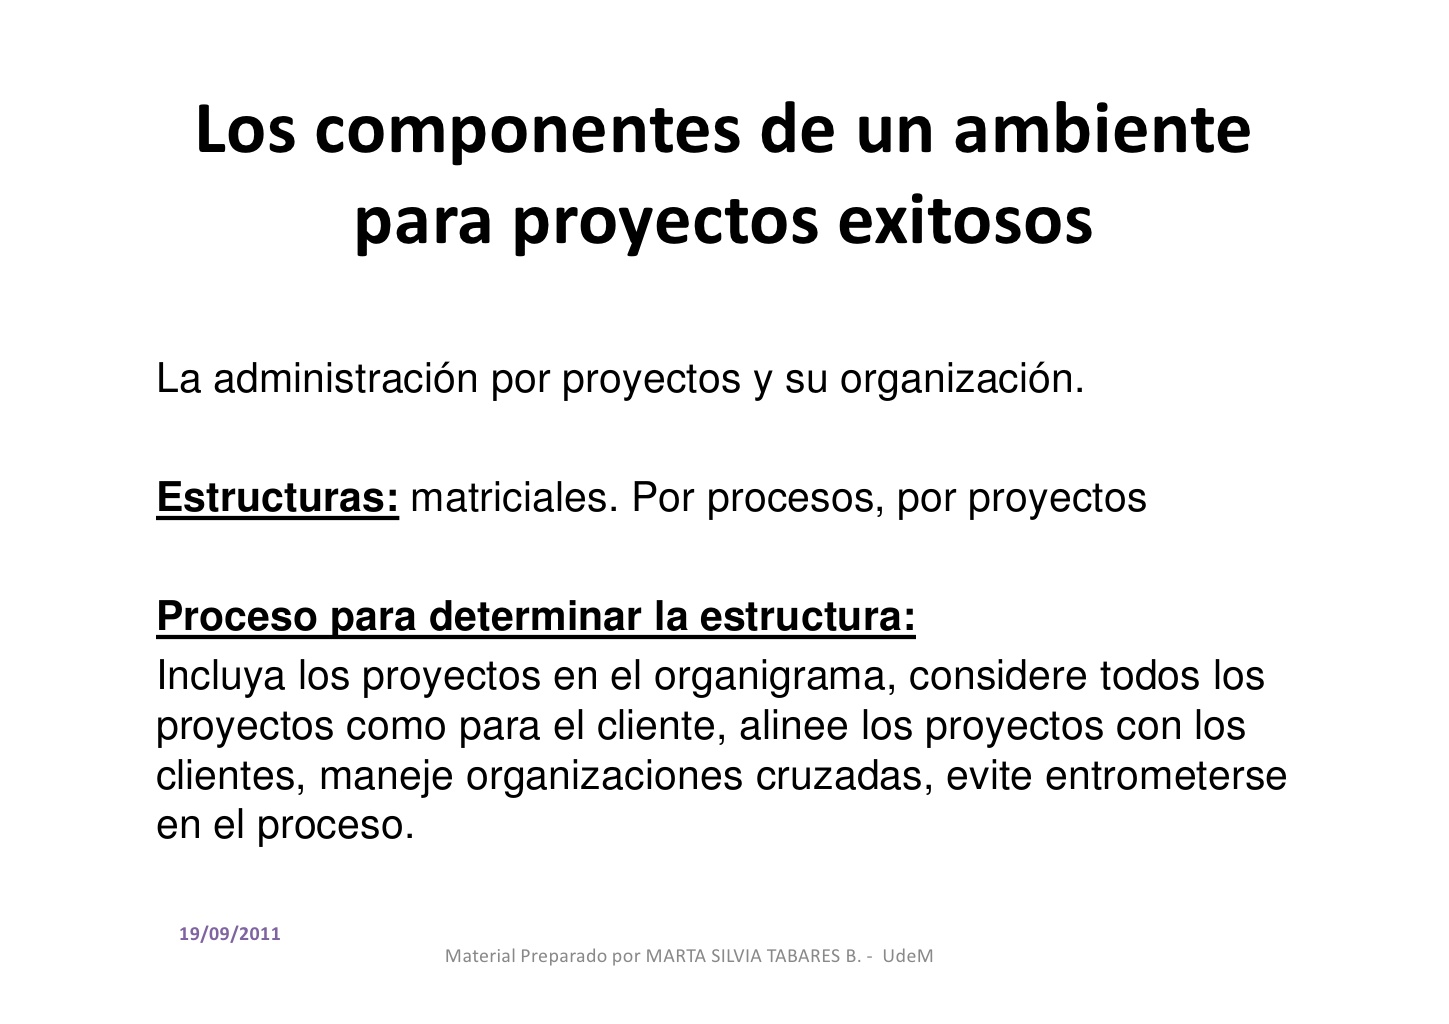 Los componentes de un ambiente
para proyectos exitosos
La administración por proyectos y su organización.
Estructuras: matriciales. Por procesos, por proyectos
Proceso para determinar la estructura:
Incluya los proyectos en el organigrama, considere todos los
proyectos como para el cliente, alinee los proyectos con los
clientes, maneje organizaciones cruzadas, evite entrometerse
en el proceso.
19/09/2011
Material Preparado por MARTA SILVIA TABARES B. - UdeM